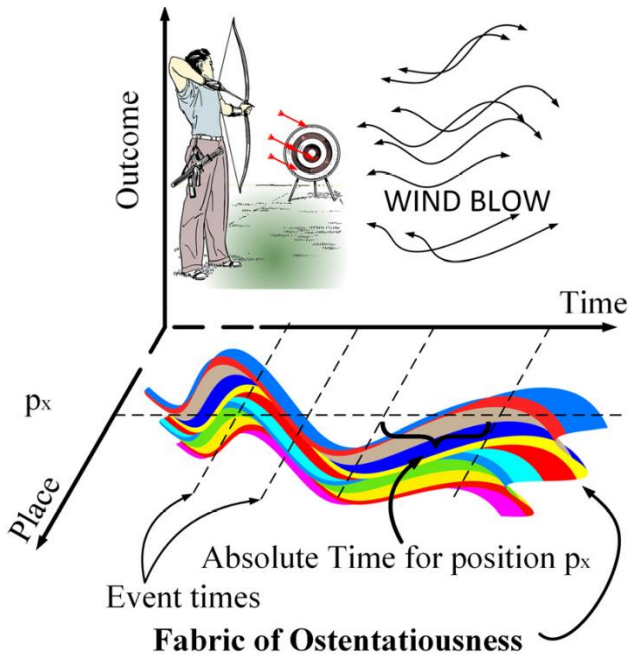 Outcome
WIND BLOW
Time
px
Place
Absolute Time for position px
Event times
Fabric of Ostentatiousness